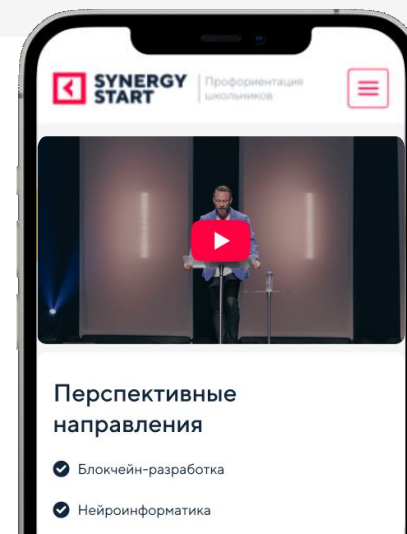 SYNERGY
START
Профориентация
школьников
Перспективные
направления
Блокчейн-разработка
Нейроинформатика